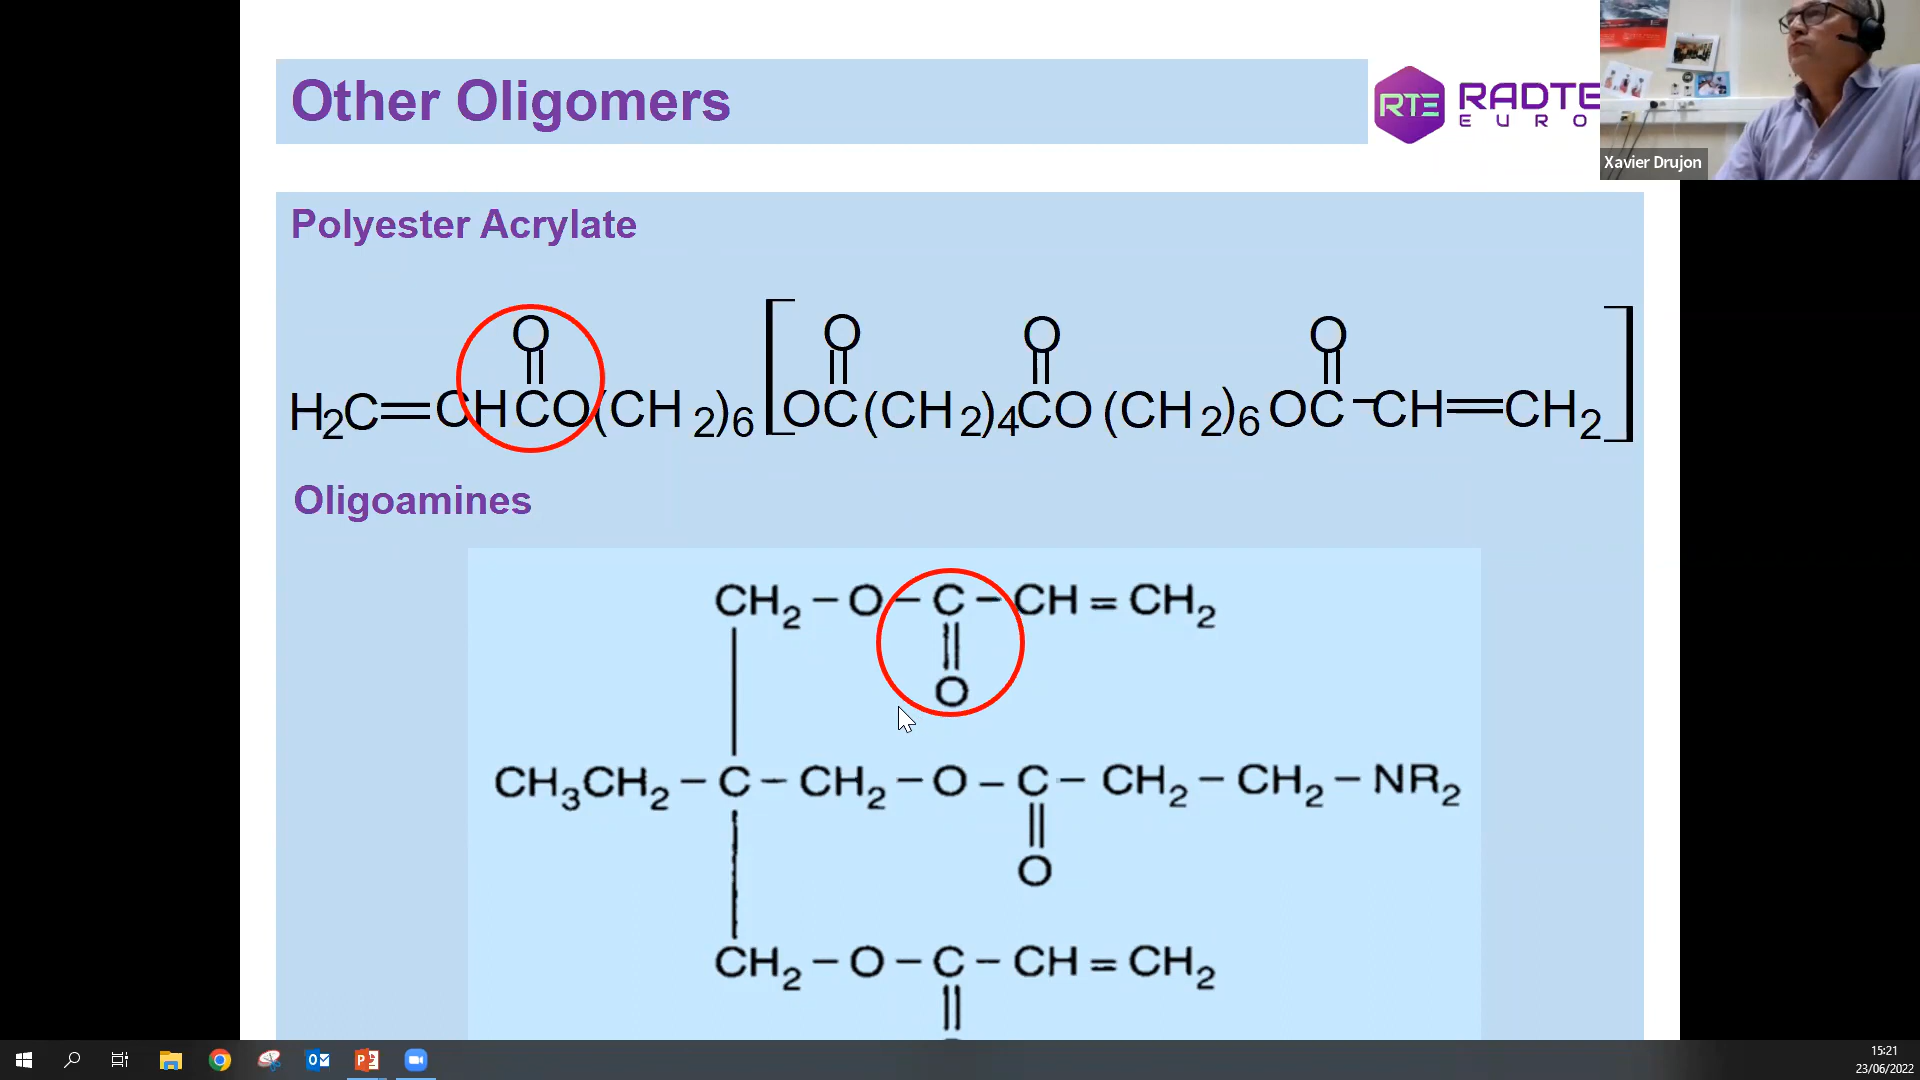 Other Oligomers
RTE RADTE
EURO
Xavier Drujon
Polyester Acrylate
O O O O
H2C=CHCO(CH2)6[OC(CH2)4CO(CH2)6OC-CH=CH2]
Oligoamines
CH2-O-C-CH=CH2
O
CH3CH2-C-CH2-O-C-CH2-CH2-NR2
O
CH2-O-C-CH=CH2
15:21
23/06/2022